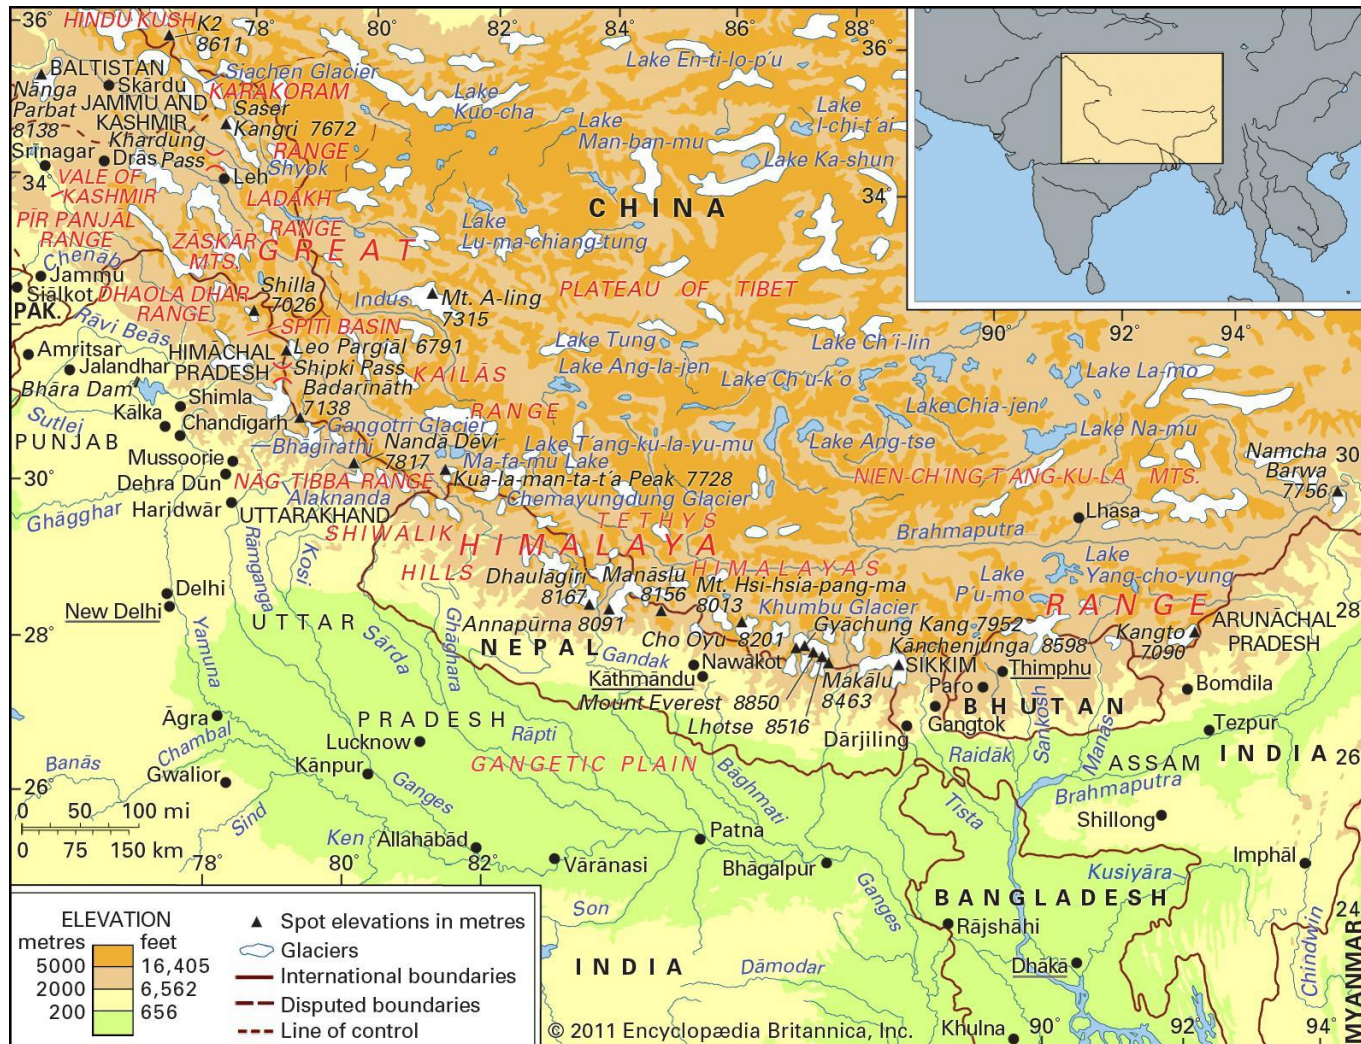 36°
HINDU KUSH
78
80
82
85
88
36°
K2
8611
BALTISTAN
Skārdu
Siachen Glacier
KARAKORAM
Lake En-ti-lo-p'u
Nānga
Parbat
8138
JAMMU AND
KASHMIR
Saser
Kangri 7672
Lake
Kuo-cha
Lake
Man-ban-mu
Lake
I-chi-t'ai
Khardung
Pass
RANGE
Srinagar
Drās
Shyok
Lake Ka-shun
34°
Leh
34°
VALE OF
KASHMIR
LADAKH
RANGE
CHINA
PĪR PANJĀL
RANGE
ZĀSKĀR
MTS.
Lake
Lu-ma-chiang-tung
GREAT
Chenāb
Jammu
Siālkot
Shilla
7026
Indus
Mt. A-ling
7315
PLATEAU OF TIBET
PAK.
DHAOLA DHAR
RANGE
90°
92°
94°
Rāvi
Beās
SPITI BASIN
Lake Tung
Lake Ch'i-lin
Amritsar
Jalandhar
HIMĀCHAL
PRADESH
Leo Pargial 6791
Shipki Pass
Lake Ang-la-jen
Lake Ch'u-k'o
Lake La-mo
Bhāra Dam
Badarīnāth
7138
KAILĀS
RANGE
Shimla
Kālka
Chandīgarh
Lake Chia-jen
Sutlej
PUNJAB
Gangotri Glacier
Bhāgirathi
Nanda Devi
7817
Lake T'ang-ku-la-yu-mu
Lake Ang-tse
Lake Na-mu
Mussoorie
Ma-fa-mu Lake
Namcha
Barwa
7756
30°
30°
Dehra Dūn
NĀG TIBBA RANGE
Kua-la-man-ta-t'a Peak 7728
NIEN-CH'ING-T'ANG-KU-LA MTS.
Haridwār
Alaknanda
Chemayungdung Glacier
Ghāgghar
UTTARAKHAND
Lhasa
TETHYS
HIMALAYAS
Brahmaputra
SHIWĀLIK
HILLS
HIMALAYA
Rāmganga
Kosi
Lake
Yang-cho-yung
Delhi
New Delhi
Dhaulāgiri
8167
Manāslu
8156
Mt. Hsi-hsia-pang-ma
8013
Lake
P'u-mo
RANGE
28°
UTTAR
Annapūrna 8091
Khumbu Glacier
Gyāchung Kang 7952
ARUNĀCHAL
PRADESH
28°
Yamuna
Sārda
Ghāghara
NEPAL
Cho Oyu 8201
Kānchenjunga 8598
Kangto
7090
Gandak
Nawākot
SIKKIM
Thimphu
Kāthmāndu
Makālu
8463
Paro
Bomdila
Mount Everest 8850
BHUTAN
Āgra
PRADESH
Lhotse 8516
Gangtok
Tezpur
Chambal
Lucknow
Rāpti
Dārjiling
Raidāk
Sankosh
Manās
INDIA
Banās
Gwalior
Kānpur
GANGETIC PLAIN
ASSAM
26°
26°
Ganges
Bāghmati
Tista
Brahmaputra
0 50 100 mi
0 75 150 km
Sind
Ken
Allahābād
Patna
Shillong
78°
80
82
Vārānasi
Bhāgalpur
Imphāl
Ganges
BANGLADESH
Kusiyāra
Son
Rājshāhi
24°
ELEVATION
metres feet
5000 16,405
2000 6,562
200 656
Spot elevations in metres
Glaciers
International boundaries
Disputed boundaries
Line of control
INDIA
Dāmodar
Dhākā
Chindwin
MYANMAR
© 2011 Encyclopædia Britannica, Inc.
Khulna
90°
92°
94°